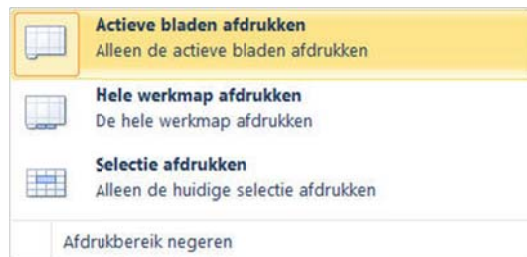 Actieve bladen afdrukken
Alleen de actieve bladen afdrukken
Hele werkmap afdrukken
De hele werkmap afdrukken
Selectie afdrukken
Alleen de huidige selectie afdrukken
Afdrukbereik negeren